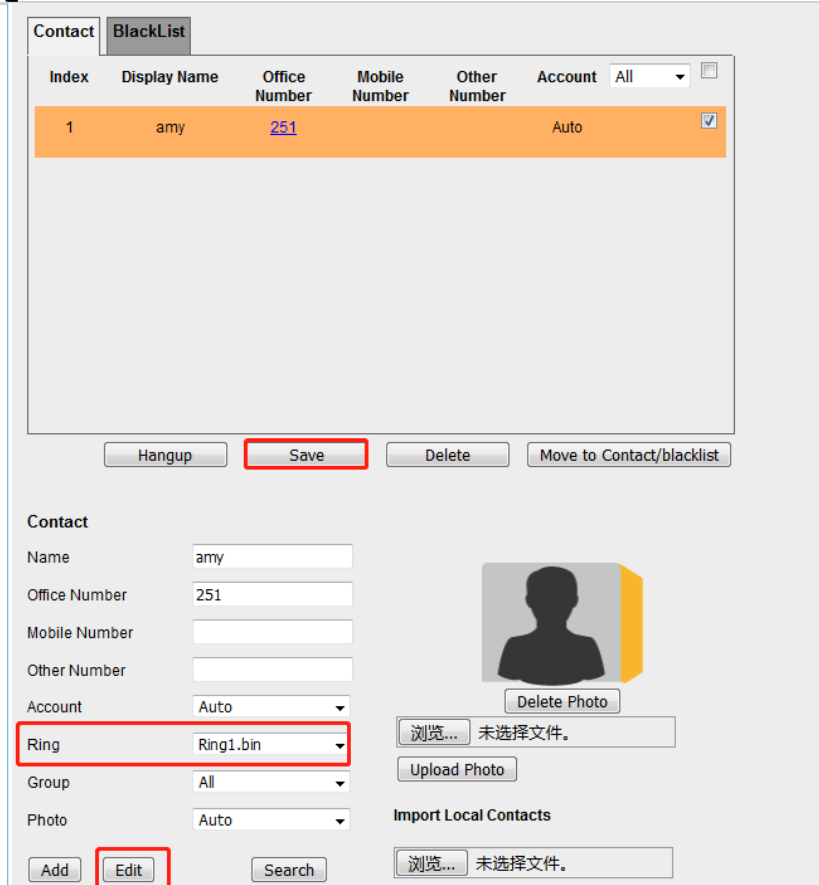 Contact BlackList
Index Display Name Office Number Mobile Number Other Number Account All
1 amy 251 Auto
Hangup Save Delete Move to Contact/blacklist
Contact
Name amy
Office Number 251
Mobile Number
Other Number
Account Auto
Delete Photo
浏览... 未选择文件。
Ring Ring1.bin
Upload Photo
Group All
Import Local Contacts
Photo Auto
Add Edit Search
浏览... 未选择文件。